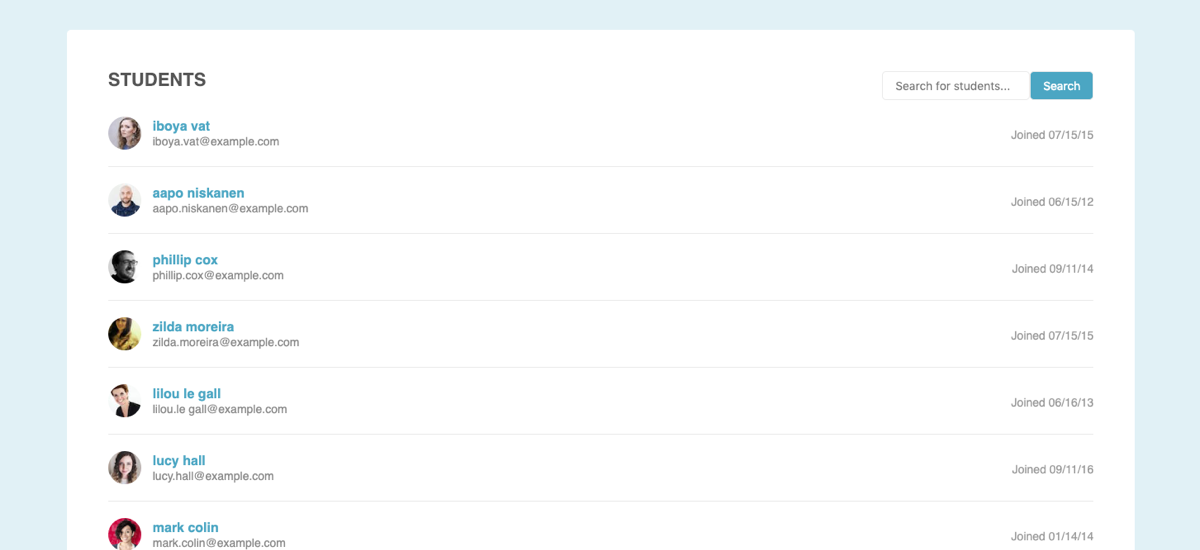 STUDENTS
Search for students...
Search
iboya vat
iboya.vat@example.com
Joined 07/15/15
aapo niskanen
aapo.niskanen@example.com
Joined 06/15/12
phillip cox
phillip.cox@example.com
Joined 09/11/14
zilda moreira
zilda.moreira@example.com
Joined 07/15/15
lilou le gall
lilou.le gall@example.com
Joined 06/16/13
lucy hall
lucy.hall@example.com
Joined 09/11/16
mark colin
mark.colin@example.com
Joined 01/14/14